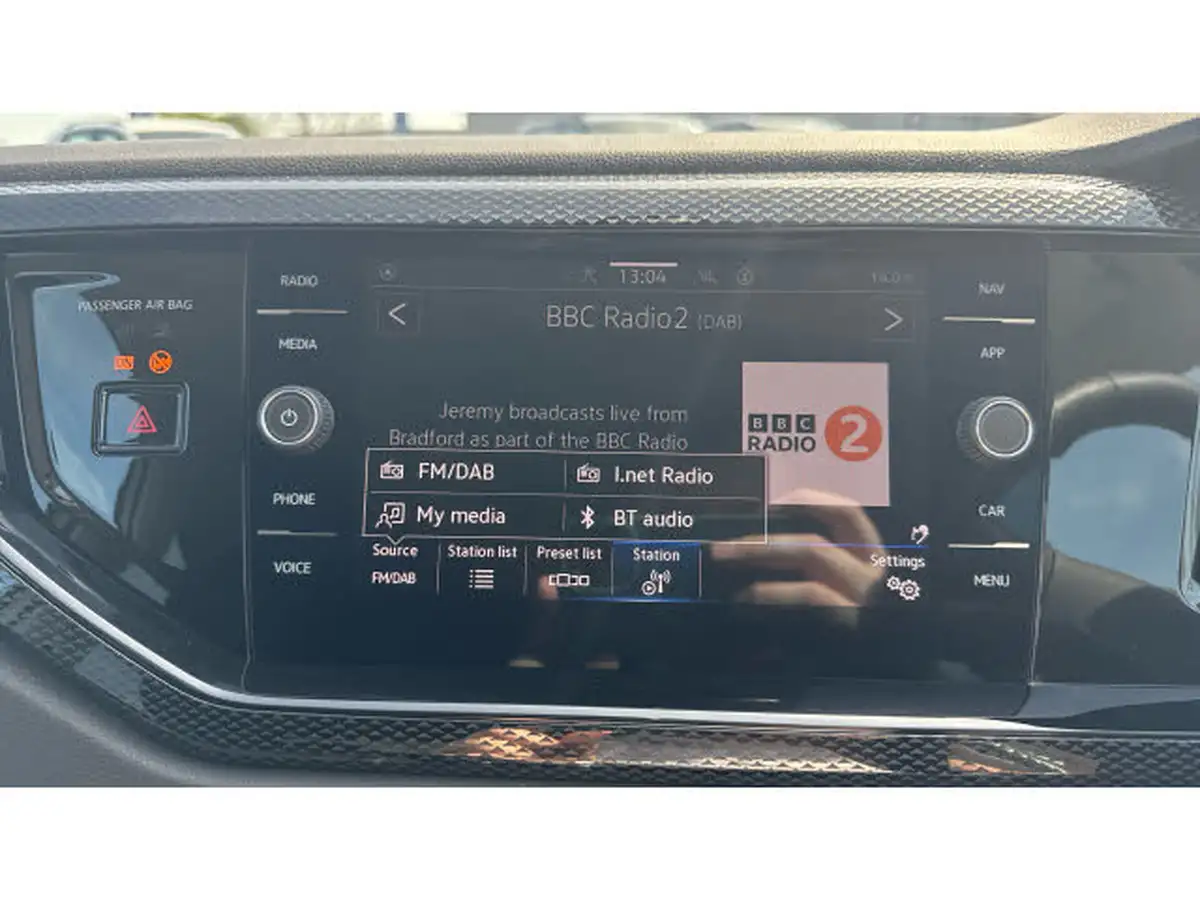 PASSENGER AIR BAG
RADIO
MEDIA
PHONE
VOICE
13:04
BBC Radio2 (DAB)
Jeremy broadcasts live from
Bradford as part of the BBC Radio
BBC
RADIO 2
FM/DAB
I.net Radio
My media
BT audio
Source
FM/DAB
Station list
Preset list
Station
Settings
NAV
APP
CAR
MENU